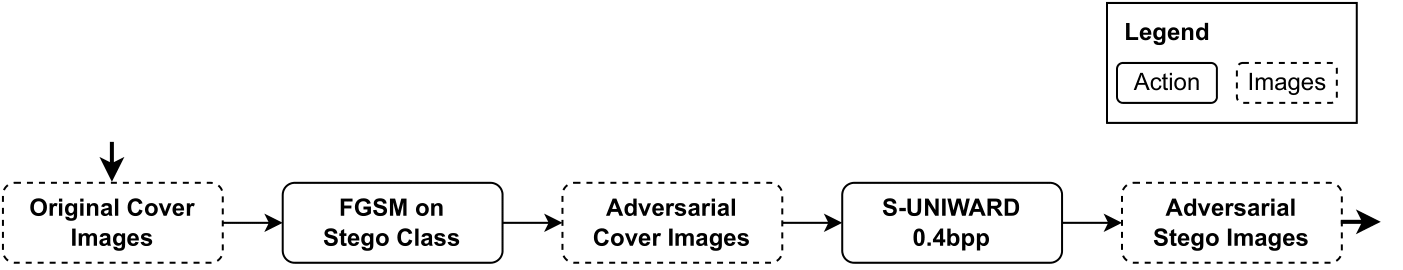 Legend
Action
Images
Original Cover
Images
FGSM on
Stego Class
Adversarial
Cover Images
S-UNIWARD
0.4bpp
Adversarial
Stego Images